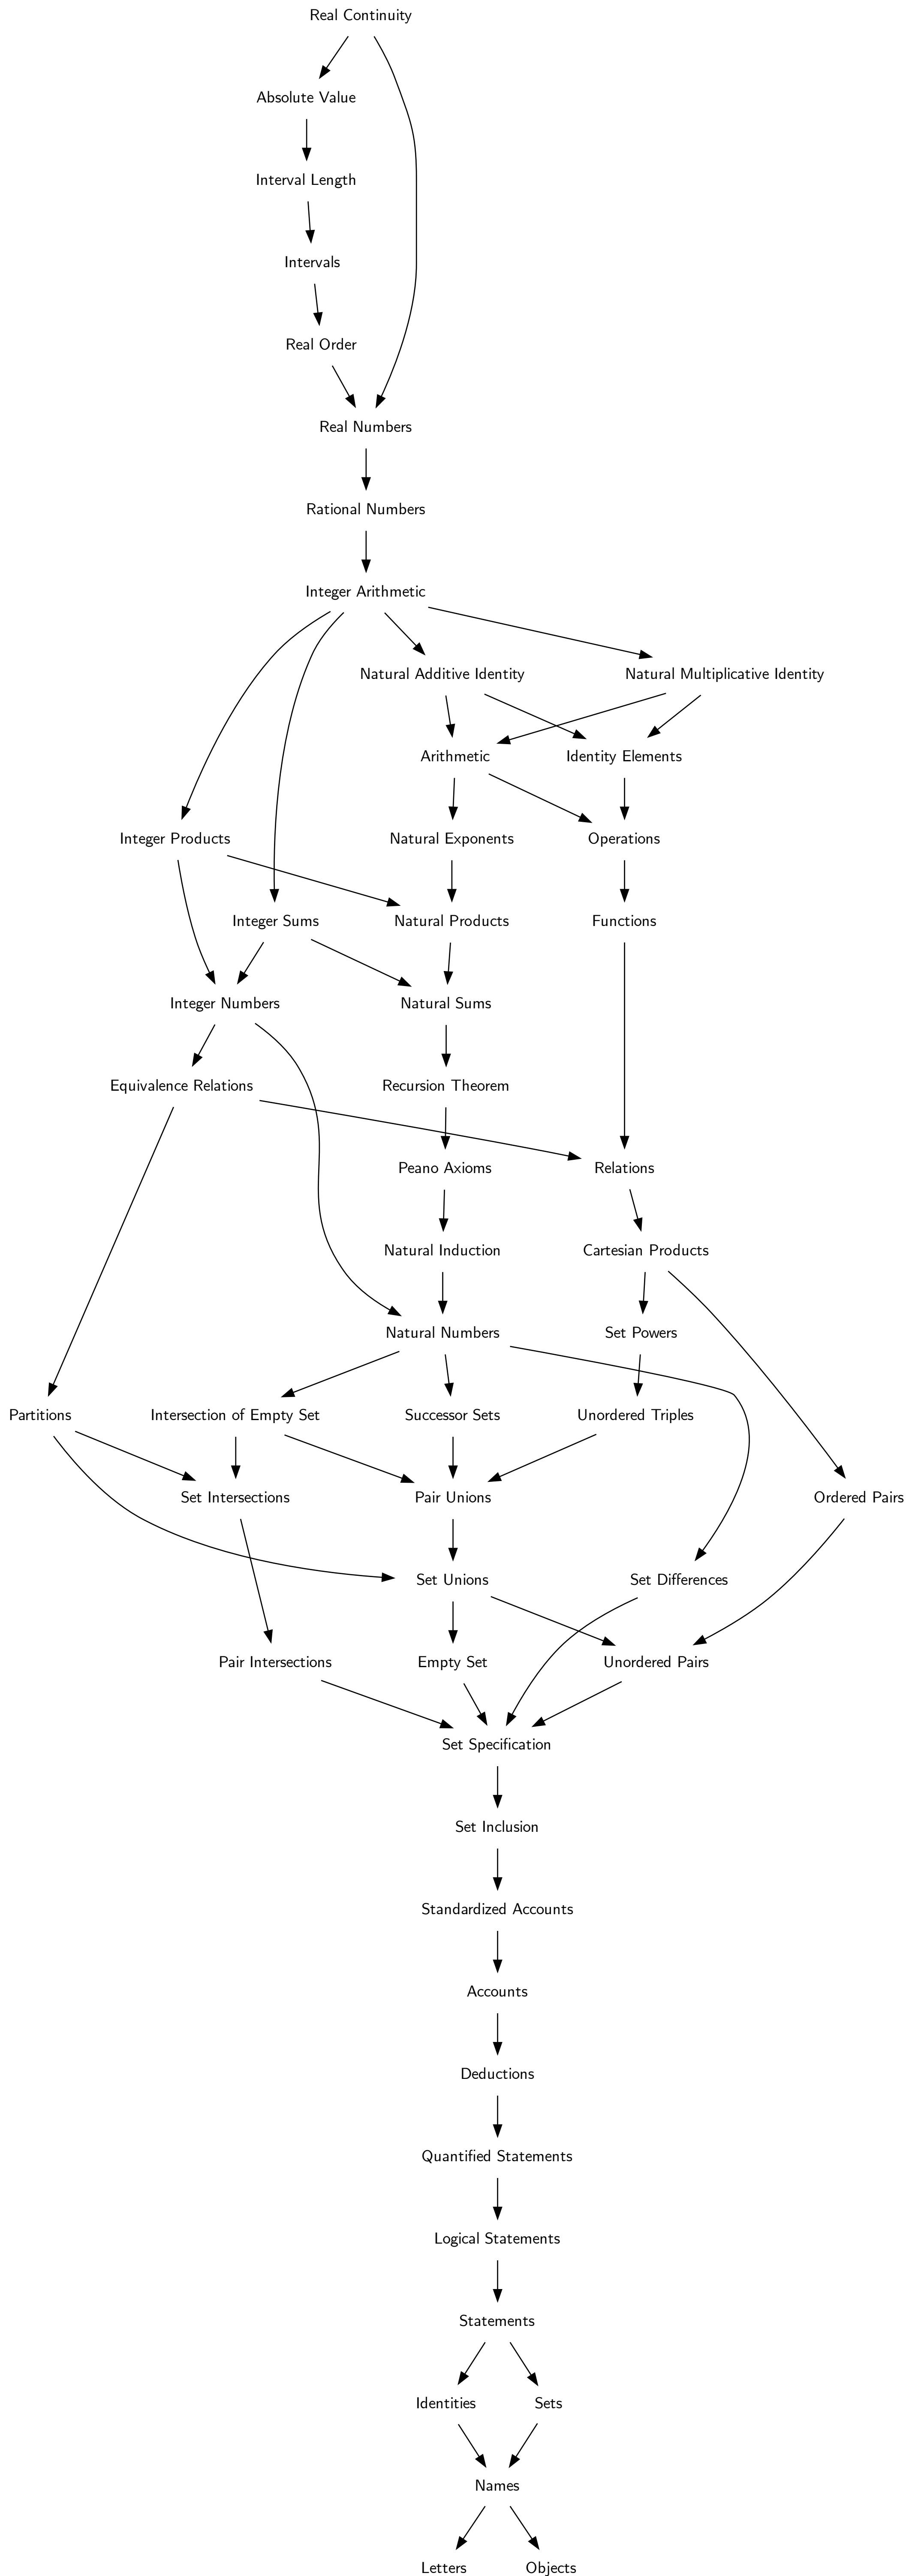 Real Continuity
Absolute Value
Interval Length
Intervals
Real Order
Real Numbers
Rational Numbers
Integer Arithmetic
Natural Additive Identity
Natural Multiplicative Identity
Arithmetic
Identity Elements
Integer Products
Natural Exponents
Operations
Integer Sums
Natural Products
Functions
Integer Numbers
Natural Sums
Equivalence Relations
Recursion Theorem
Peano Axioms
Relations
Natural Induction
Cartesian Products
Natural Numbers
Set Powers
Partitions
Intersection of Empty Set
Successor Sets
Unordered Triples
Set Intersections
Pair Unions
Ordered Pairs
Set Unions
Set Differences
Pair Intersections
Empty Set
Unordered Pairs
Set Specification
Set Inclusion
Standardized Accounts
Accounts
Deductions
Quantified Statements
Logical Statements
Statements
Identities
Sets
Names
Letters
Objects